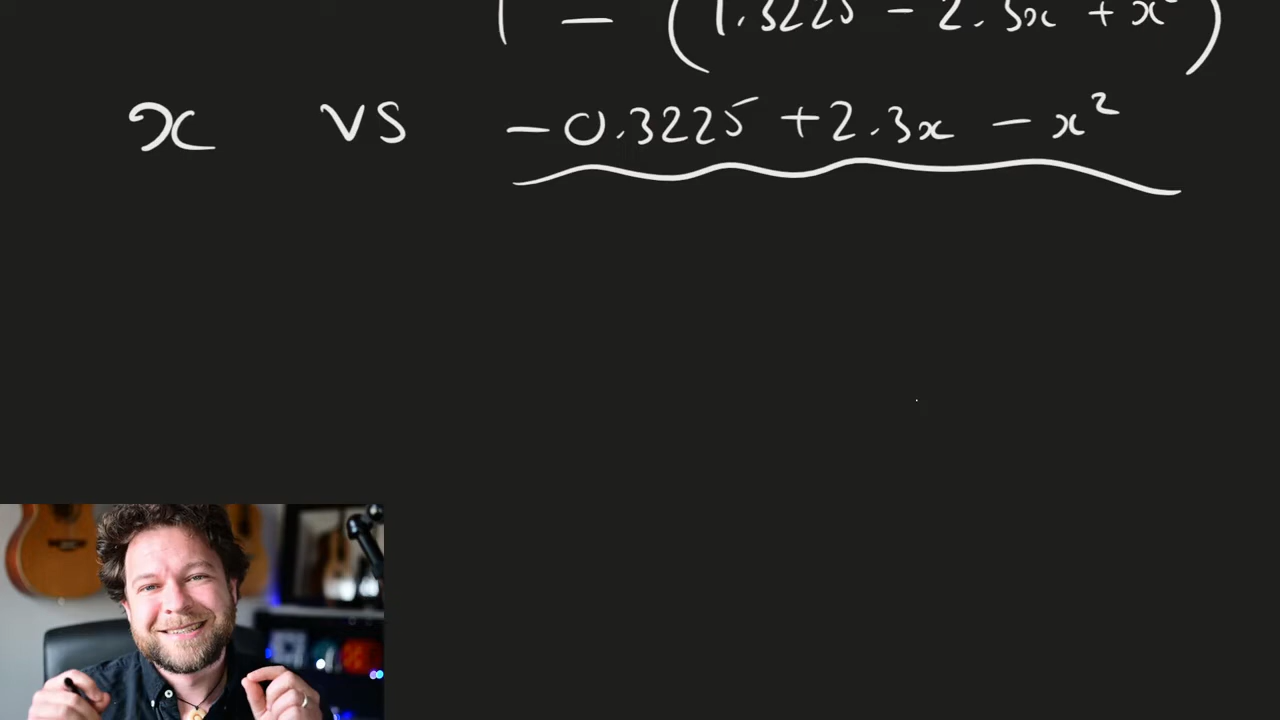 1 - (1.3225 - 2.3x + x²)
x vs -0.3225 + 2.3x - x²